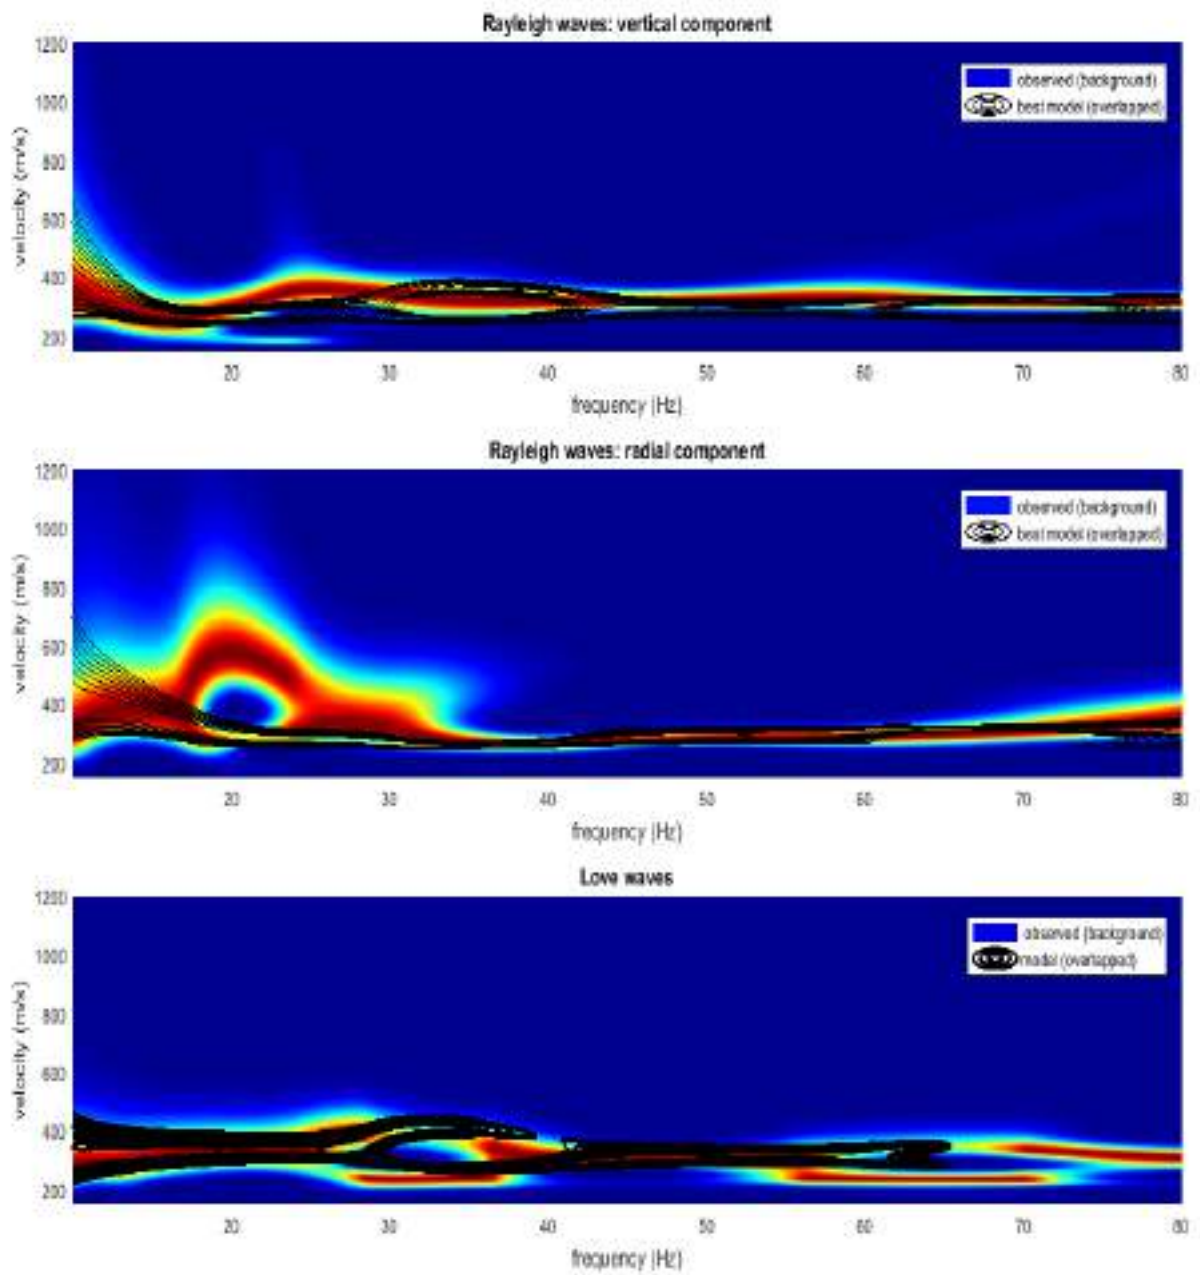 Rayleigh waves: vertical component
1200
1000
800
600
400
200
velocity (m/s)
observed (background)
best model (overlapped)
20 30 40 50 60 70 80
frequency (Hz)
Rayleigh waves: radial component
1200
1000
800
600
400
200
velocity (m/s)
observed (background)
best model (overlapped)
20 30 40 50 60 70 80
frequency (Hz)
Love waves
1200
1000
800
600
400
200
velocity (m/s)
observed (background)
model (overlapped)
20 30 40 50 60 70 80
frequency (Hz)